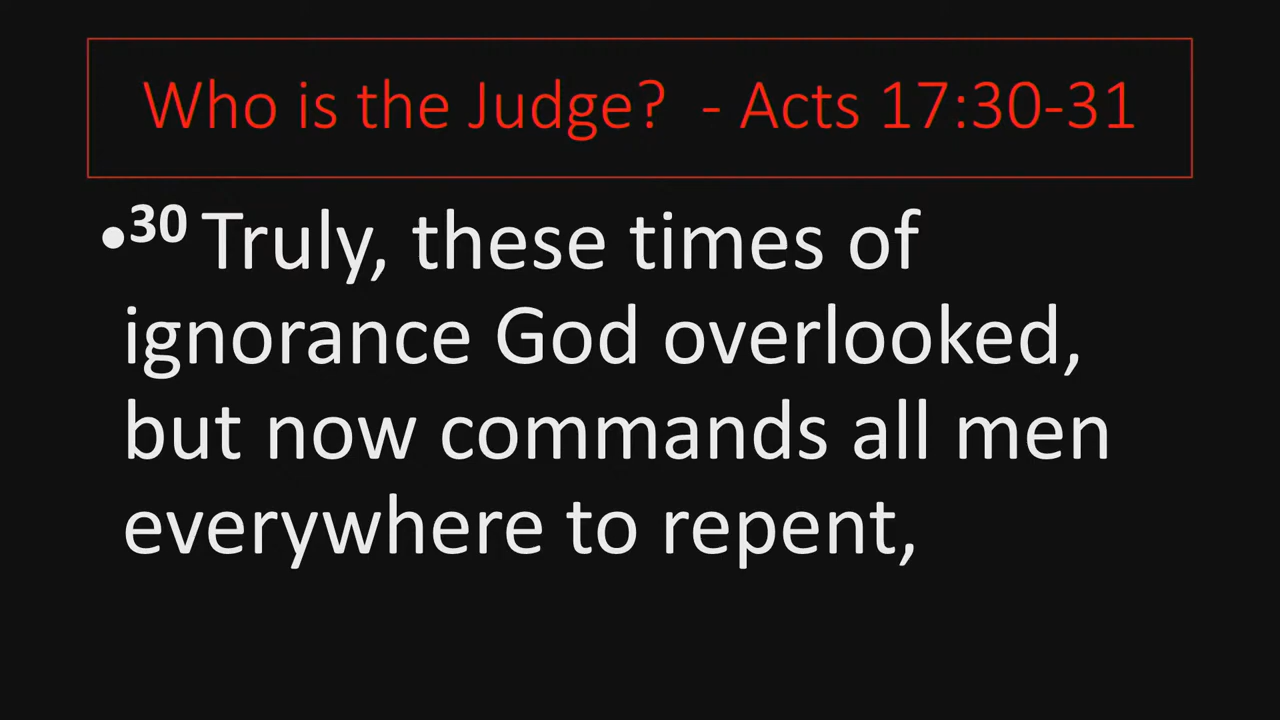 Who is the Judge?  - Acts 17:30-31
•30 Truly, these times of
ignorance God overlooked,
but now commands all men
everywhere to repent,